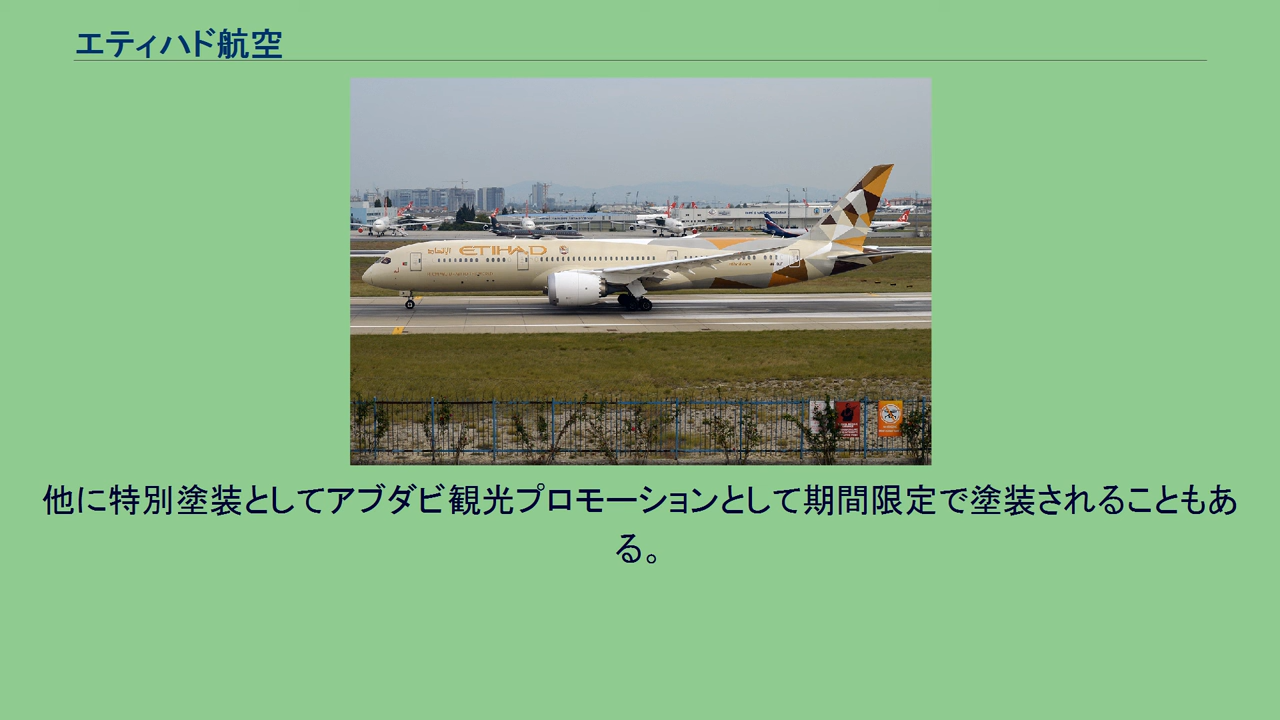 エティハド航空
الإتحاد ETIHAD
他に特別塗装としてアブダビ観光プロモーションとして期間限定で塗装されることもあ
る。